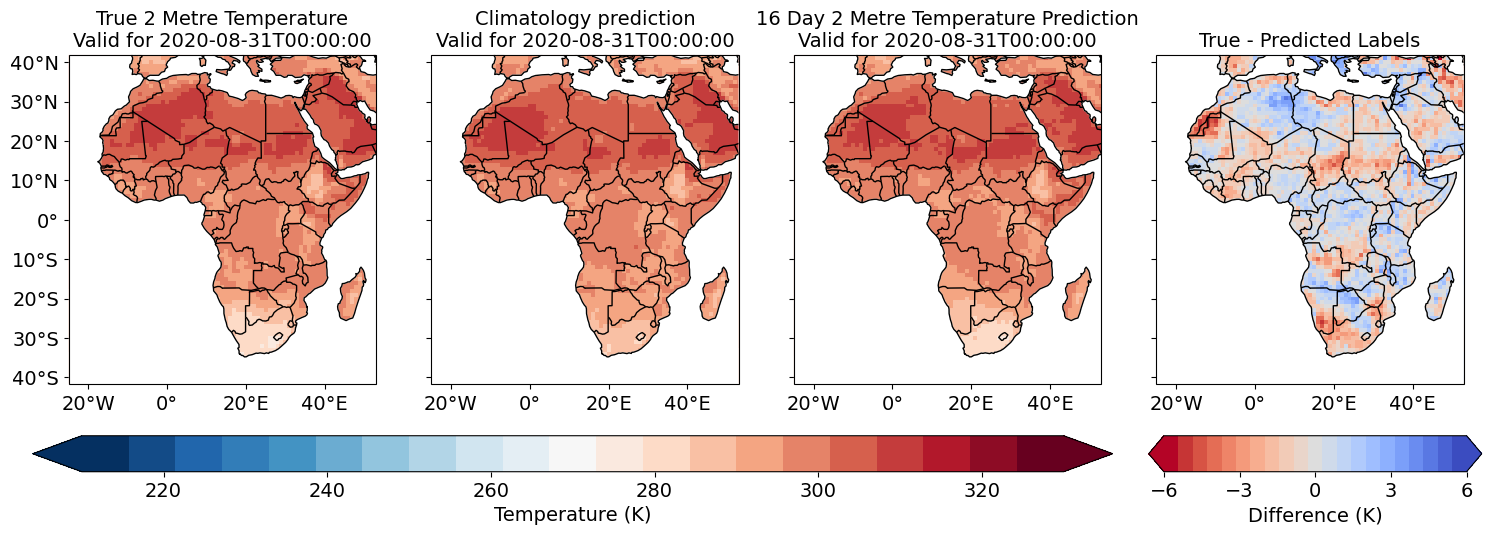 True 2 Metre Temperature
Valid for 2020-08-31T00:00:00
Climatology prediction
Valid for 2020-08-31T00:00:00
16 Day 2 Metre Temperature Prediction
Valid for 2020-08-31T00:00:00
True - Predicted Labels
40°N
30°N
20°N
10°N
0°
10°S
20°S
30°S
40°S
20°W 0° 20°E 40°E
20°W 0° 20°E 40°E
20°W 0° 20°E 40°E
20°W 0° 20°E 40°E
220 240 260 280 300 320
Temperature (K)
−6 −3 0 3 6
Difference (K)